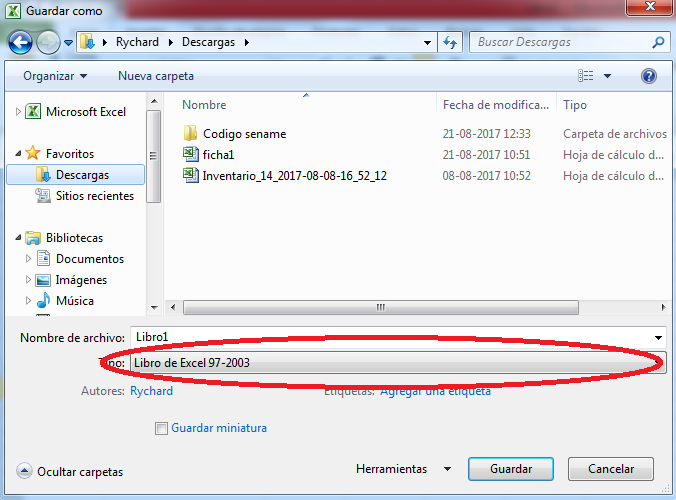 Guardar como
Rychard ▸ Descargas ▸
Buscar Descargas
Organizar
Nueva carpeta
Microsoft Excel
Favoritos
Descargas
Sitios recientes
Bibliotecas
Documentos
Imágenes
Música
Nombre Fecha de modifica... Tipo
Codigo sename 21-08-2017 12:33 Carpeta de archivos
ficha1 21-08-2017 10:51 Hoja de cálculo d...
Inventario_14_2017-08-08-16_52_12 08-08-2017 10:52 Hoja de cálculo d...
Nombre de archivo: Libro1
Tipo: Libro de Excel 97-2003
Autores: Rychard Etiquetas: Agregar una etiqueta
Guardar miniatura
Ocultar carpetas Herramientas Guardar Cancelar